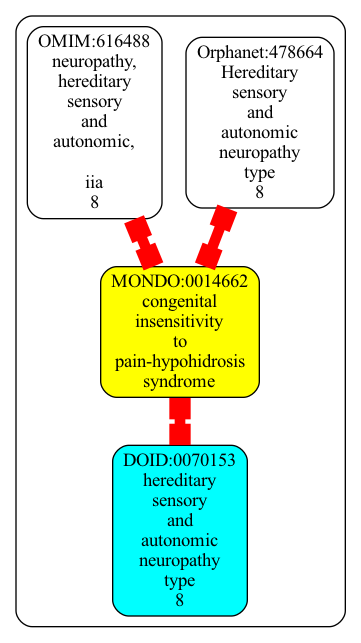 OMIM:616488
neuropathy,
hereditary
sensory
and
autonomic,
iia
8
Orphanet:478664
Hereditary
sensory
and
autonomic
neuropathy
type
8
MONDO:0014662
congenital
insensitivity
to
pain-hypohidrosis
syndrome
DOID:0070153
hereditary
sensory
and
autonomic
neuropathy
type
8